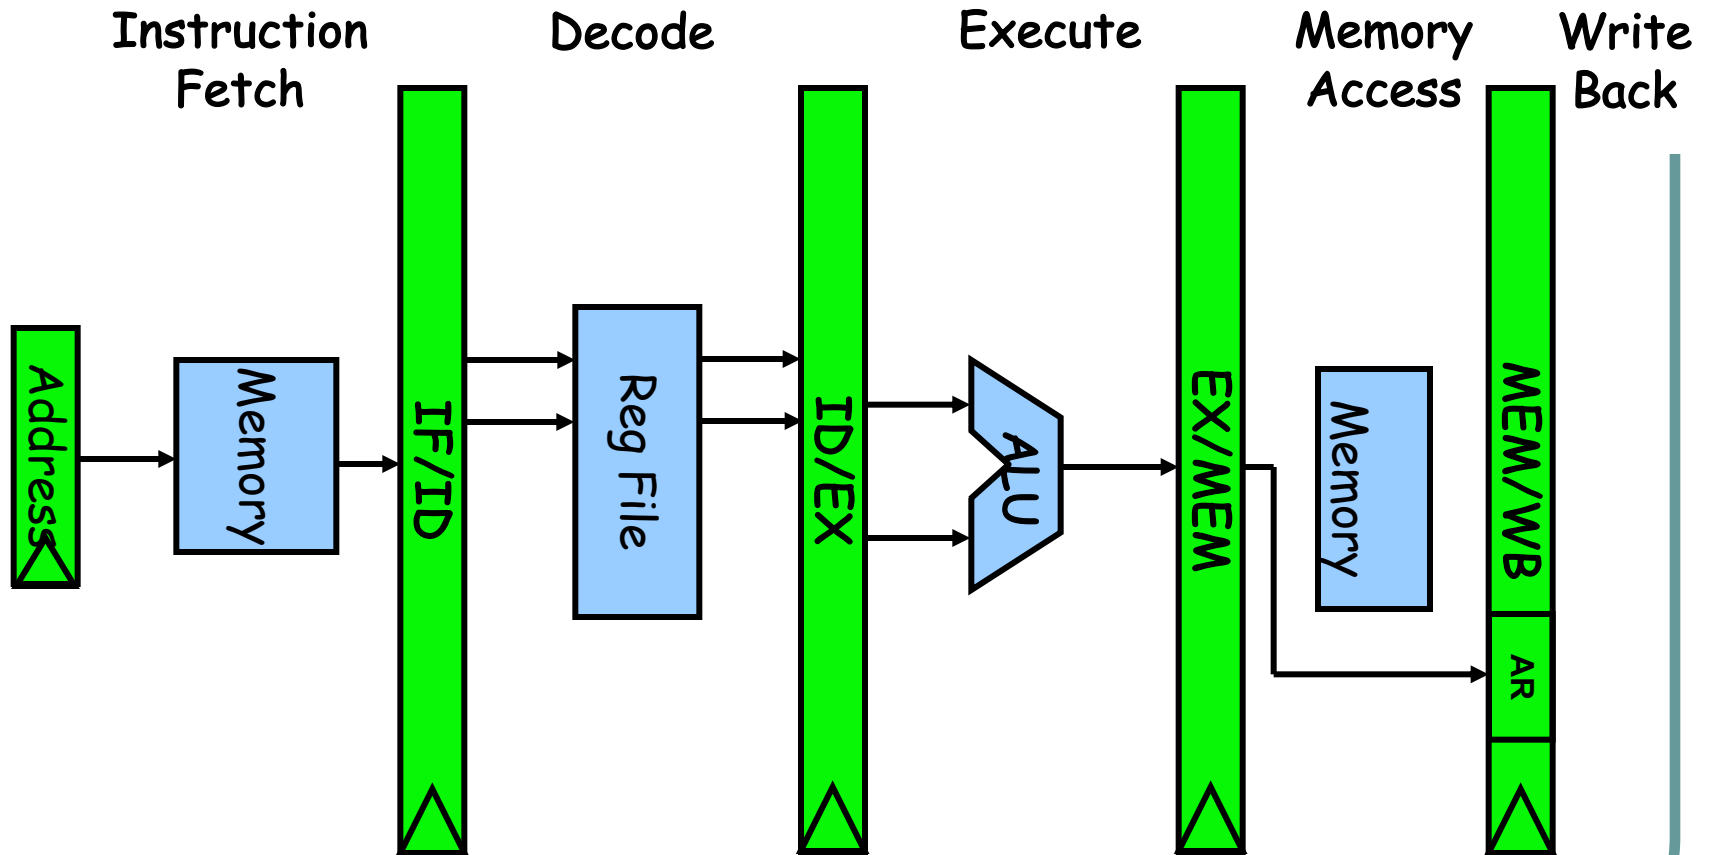 Instruction
Fetch
Decode
Execute
Memory
Access
Write
Back
Address
Memory
IF/ID
Reg File
ID/EX
ALU
EX/MEM
Memory
MEM/WB
AR